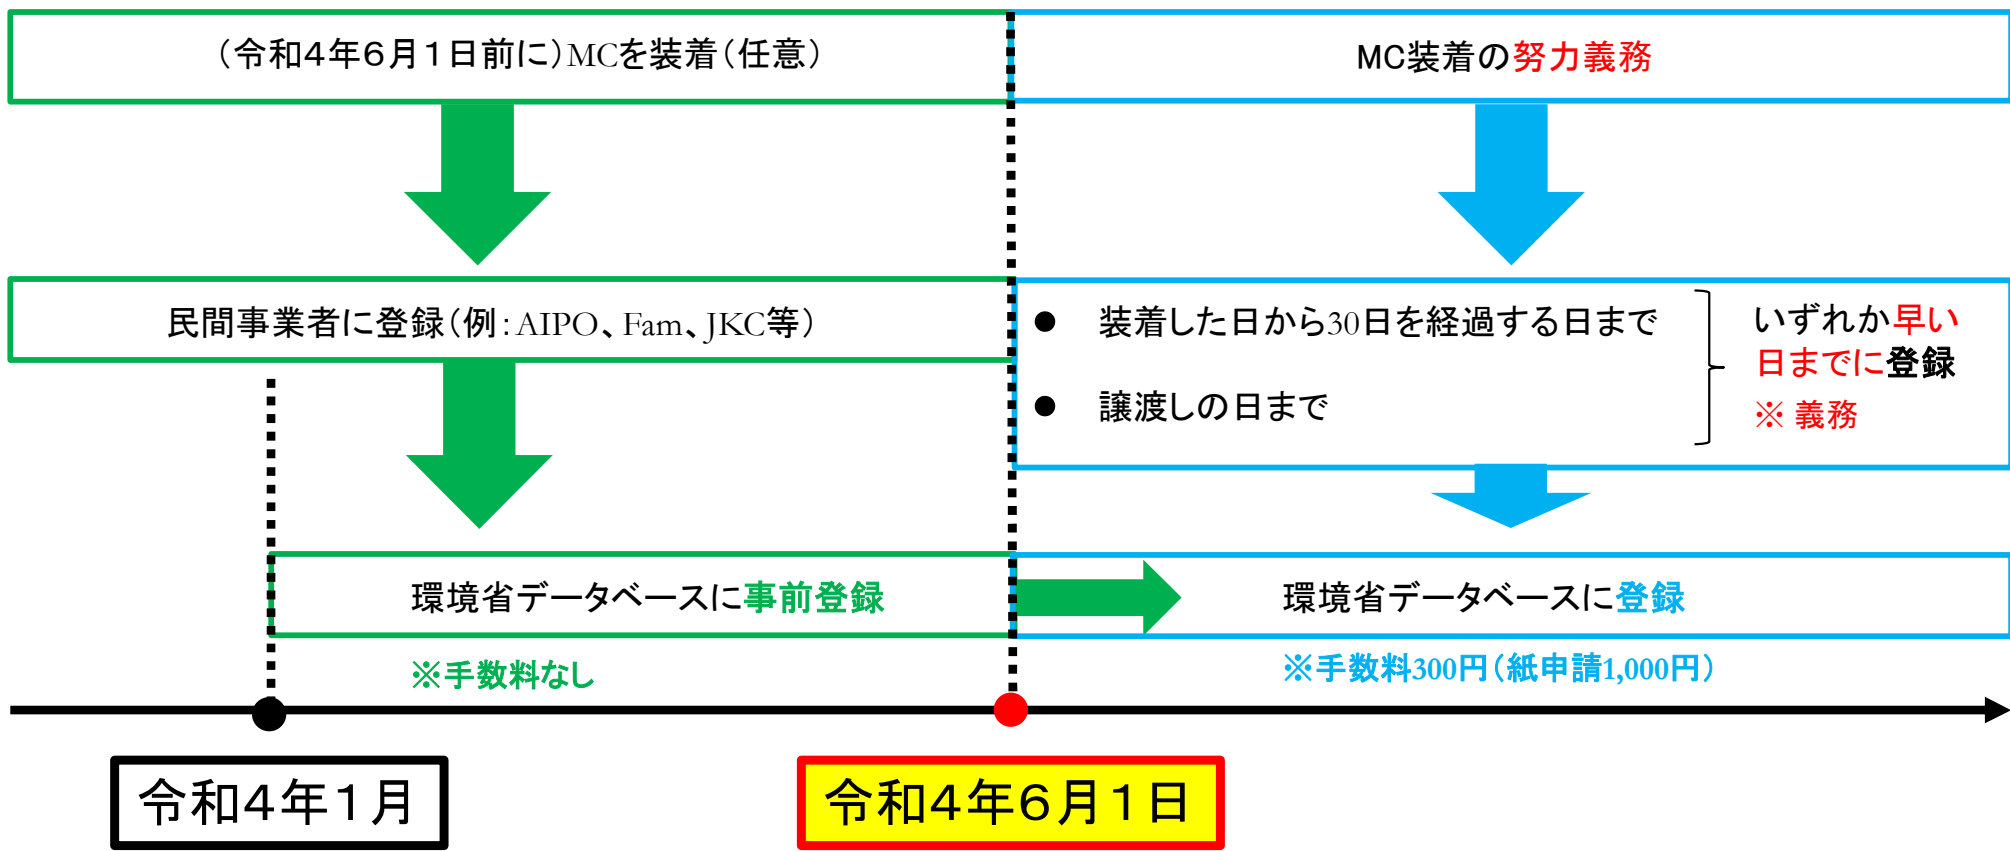 （令和４年６月１日前に）MCを装着（任意）
MC装着の努力義務
民間事業者に登録（例：AIPO、Fam、JKC等）
● 装着した日から30日を経過する日まで
● 譲渡しの日まで
いずれか早い
日までに登録
※ 義務
環境省データベースに事前登録
環境省データベースに登録
※手数料なし
※手数料300円（紙申請1,000円）
令和４年１月
令和４年６月１日